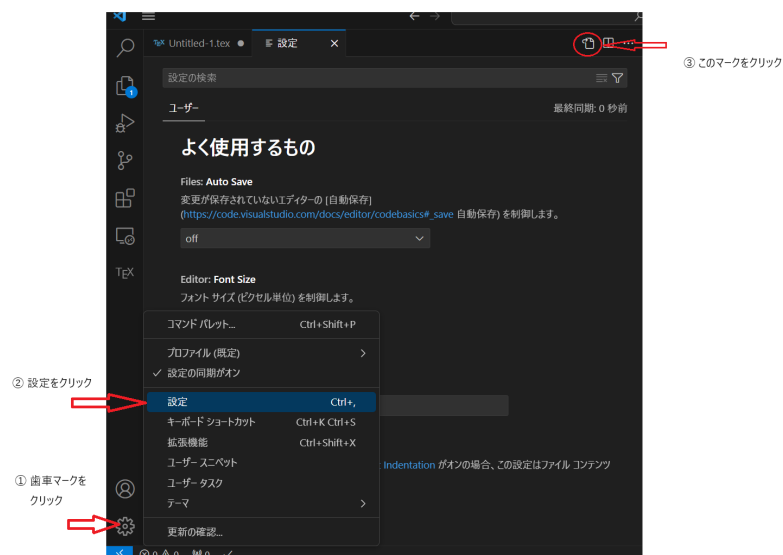 TEX Untitled-1.tex
設定
③ このマークをクリック
設定の検索
ユーザー
最終同期: 0 秒前
よく使用するもの
Files: Auto Save
変更が保存されていないエディターの [自動保存]
(https://code.visualstudio.com/docs/editor/codebasics#_save 自動保存) を制御します。
off
Editor: Font Size
フォント サイズ (ピクセル単位) を制御します。
TEX
コマンド パレット... Ctrl+Shift+P
プロファイル (既定)
設定の同期がオン
② 設定をクリック
設定 Ctrl+,
キーボード ショートカット Ctrl+K Ctrl+S
拡張機能 Ctrl+Shift+X
ユーザー スニペット
Indentation がオンの場合、この設定はファイル コンテンツ
ユーザー タスク
テーマ
① 歯車マークを
クリック
更新の確認...
1